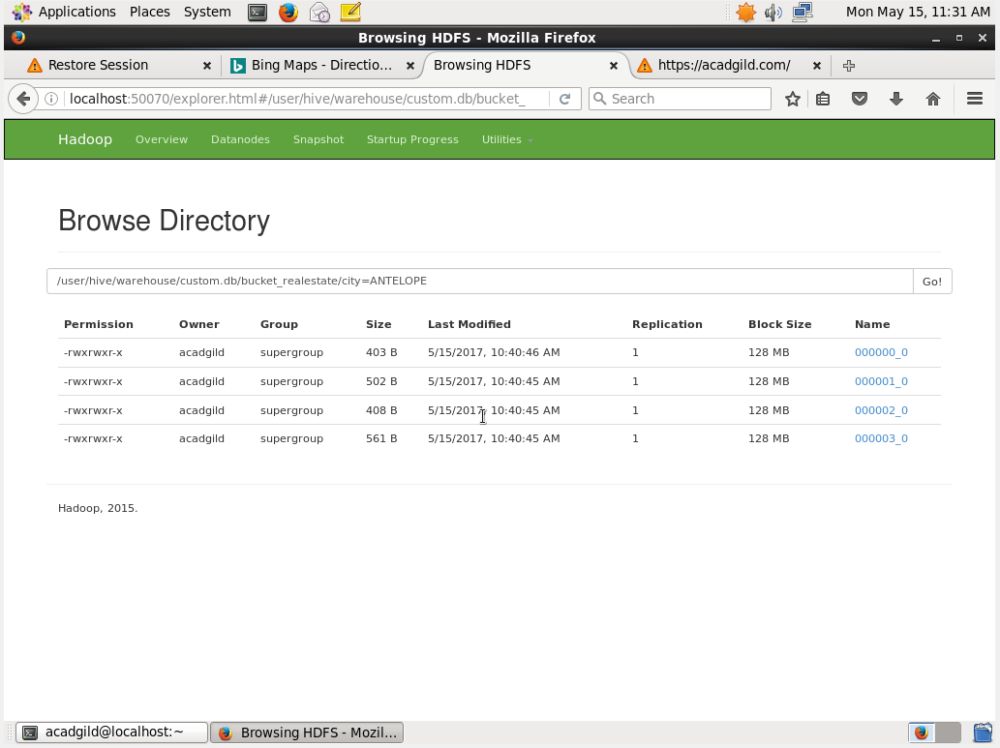 Applications Places System Mon May 15, 11:31 AM
Browsing HDFS - Mozilla Firefox
Restore Session Bing Maps - Directio... Browsing HDFS https://acadgild.com/
localhost:50070/explorer.html#/user/hive/warehouse/custom.db/bucket_ Search
Hadoop Overview Datanodes Snapshot Startup Progress Utilities
Browse Directory
/user/hive/warehouse/custom.db/bucket_realestate/city=ANTELOPE Go!
Permission Owner Group Size Last Modified Replication Block Size Name
-rwxrwxr-x acadgild supergroup 403 B 5/15/2017, 10:40:46 AM 1 128 MB 000000_0
-rwxrwxr-x acadgild supergroup 502 B 5/15/2017, 10:40:45 AM 1 128 MB 000001_0
-rwxrwxr-x acadgild supergroup 408 B 5/15/2017, 10:40:45 AM 1 128 MB 000002_0
-rwxrwxr-x acadgild supergroup 561 B 5/15/2017, 10:40:45 AM 1 128 MB 000003_0
Hadoop, 2015.
acadgild@localhost:~ Browsing HDFS - Mozil...